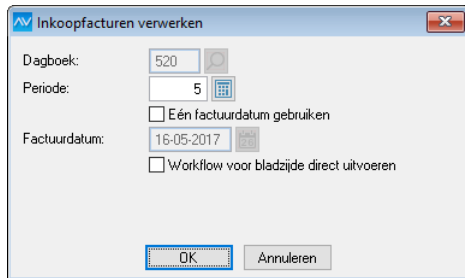 Inkoopfacturen verwerken
Dagboek: 520
Periode: 5
Eén factuurdatum gebruiken
Factuurdatum: 16-05-2017
Workflow voor bladzijde direct uitvoeren
OK Annuleren